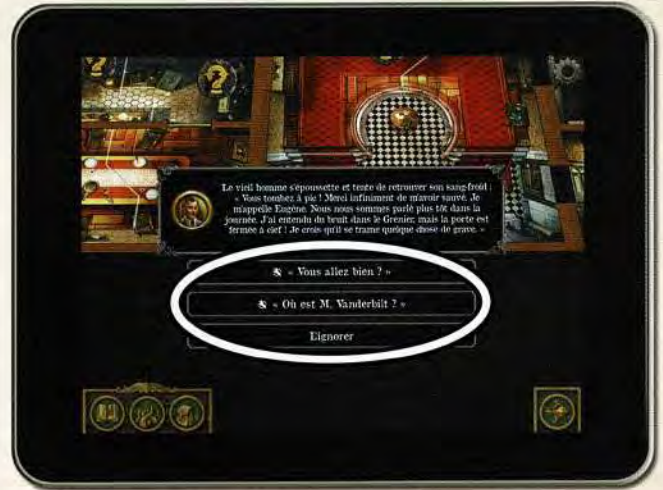 Le vieil homme s'époussette et tente de retrouver son sang-froid :
« Vous tombez à pic ! Merci infiniment de m'avoir sauvé. Je
m'appelle Eugène. Nous nous sommes parlé plus tôt dans la
journée. J'ai entendu du bruit dans le Grenier, mais la porte est
fermée à clef ! Je crois qu'il se trame quelque chose de grave. »
« Vous allez bien ? »
« Où est M. Vanderbilt ? »
L'ignorer